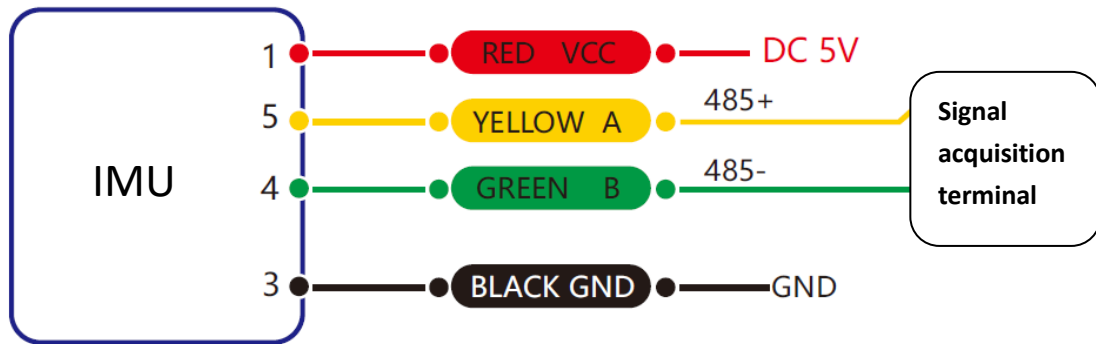 1 RED VCC DC 5V
5 YELLOW A 485+
4 GREEN B 485-
3 BLACK GND GND
IMU
Signal
acquisition
terminal